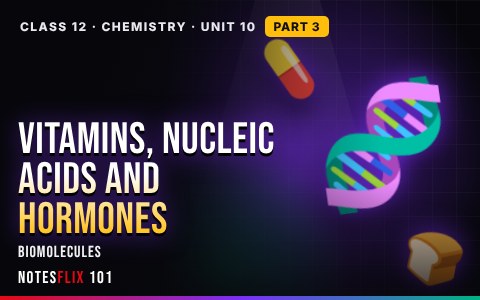 CLASS 12 · CHEMISTRY · UNIT 10 PART 3
VITAMINS, NUCLEIC
ACIDS AND
HORMONES
BIOMOLECULES
NOTESFLIX 101